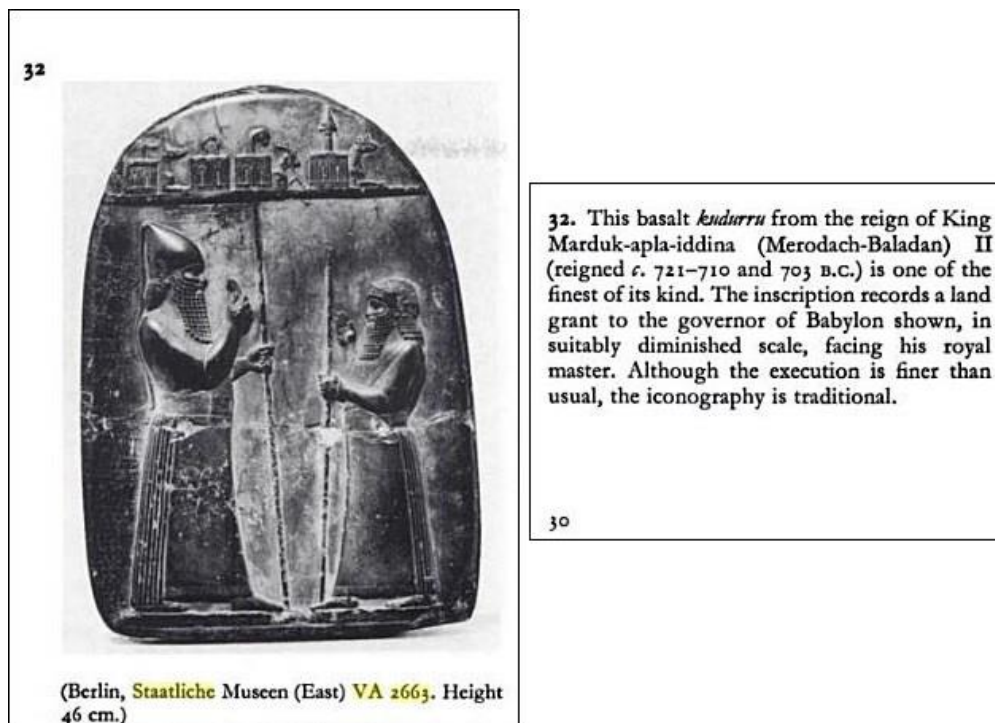 32
(Berlin, Staatliche Museen (East) VA 2663. Height
46 cm.)
32. This basalt kudurru from the reign of King
Marduk-apla-iddina (Merodach-Baladan) II
(reigned c. 721–710 and 703 B.C.) is one of the
finest of its kind. The inscription records a land
grant to the governor of Babylon shown, in
suitably diminished scale, facing his royal
master. Although the execution is finer than
usual, the iconography is traditional.
30